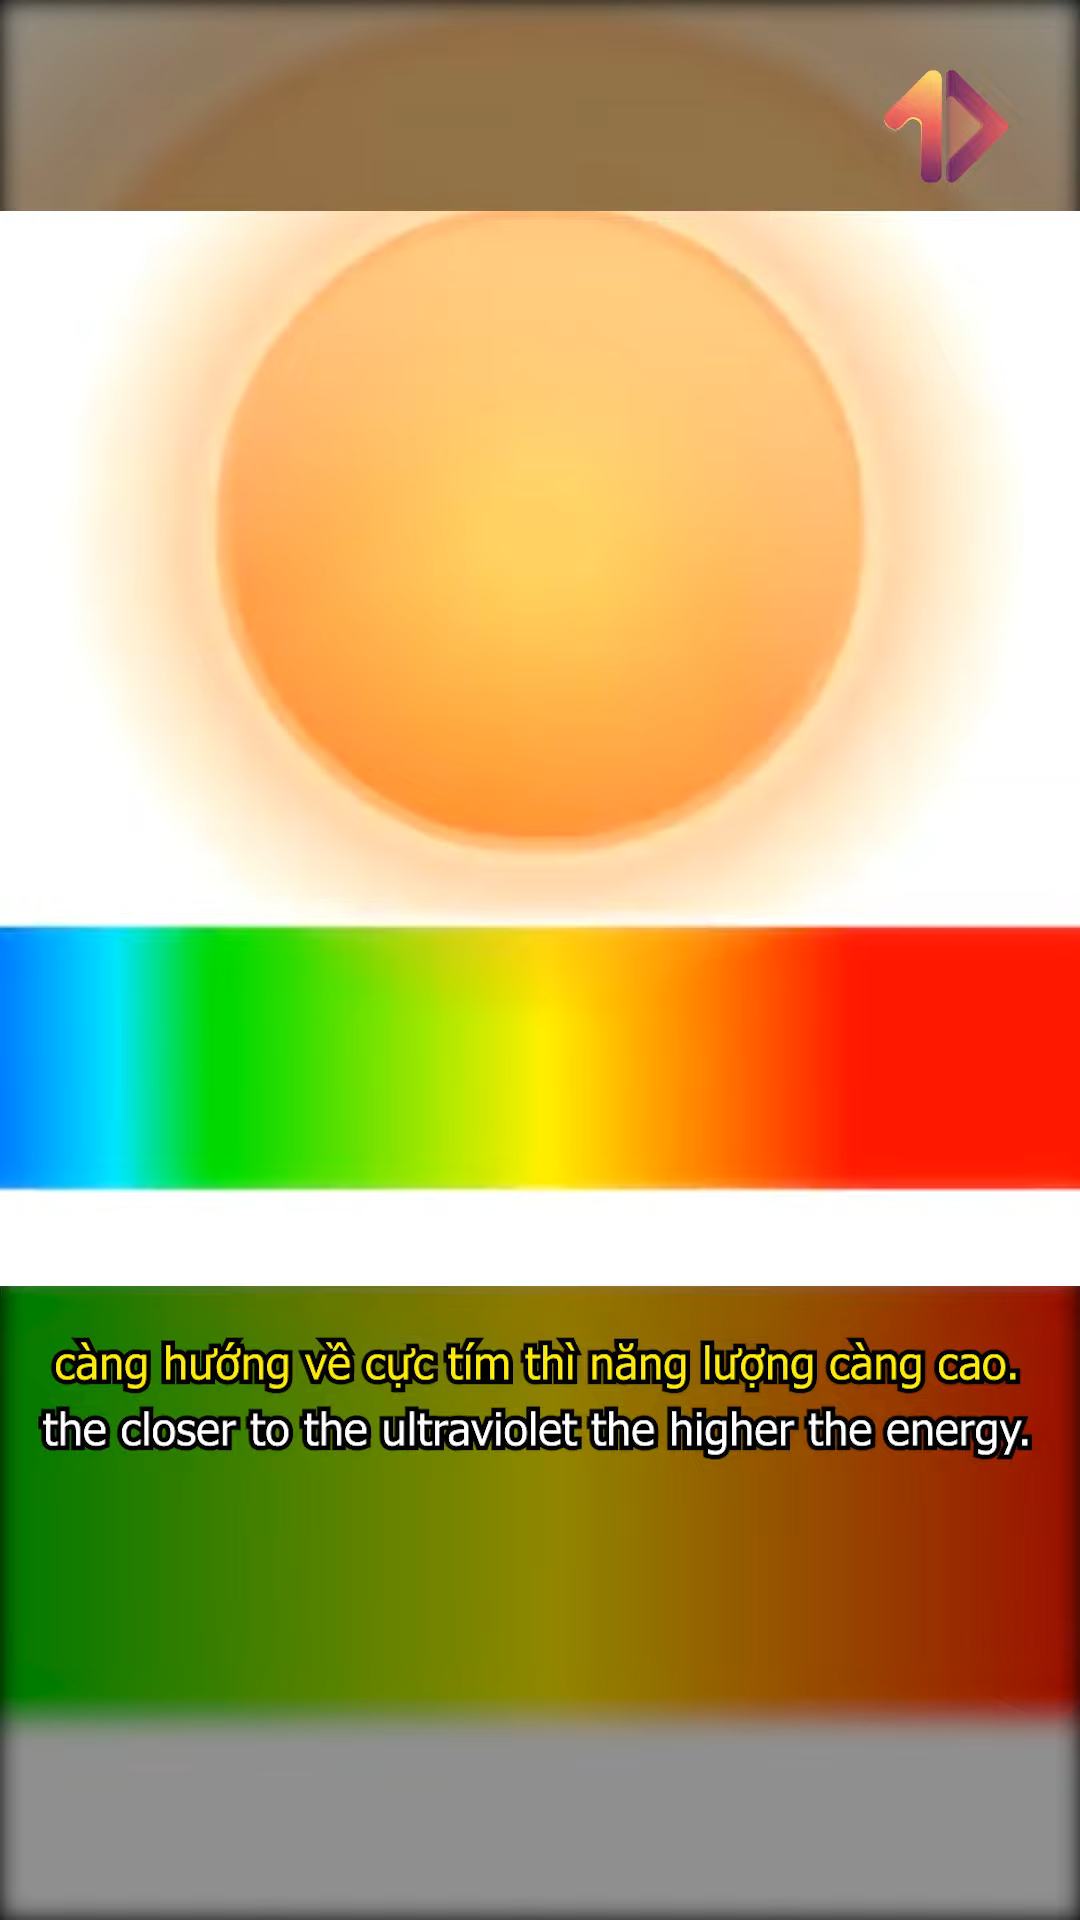 càng hướng về cực tím thì năng lượng càng cao.
the closer to the ultraviolet the higher the energy.